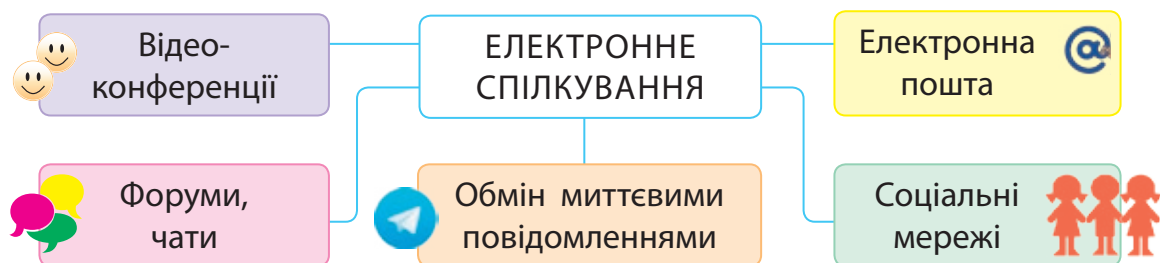 Відео-
конференції
ЕЛЕКТРОННЕ
СПІЛКУВАННЯ
Електронна
пошта
@
Форуми,
чати
Обмін миттєвими
повідомленнями
Соціальні
мережі